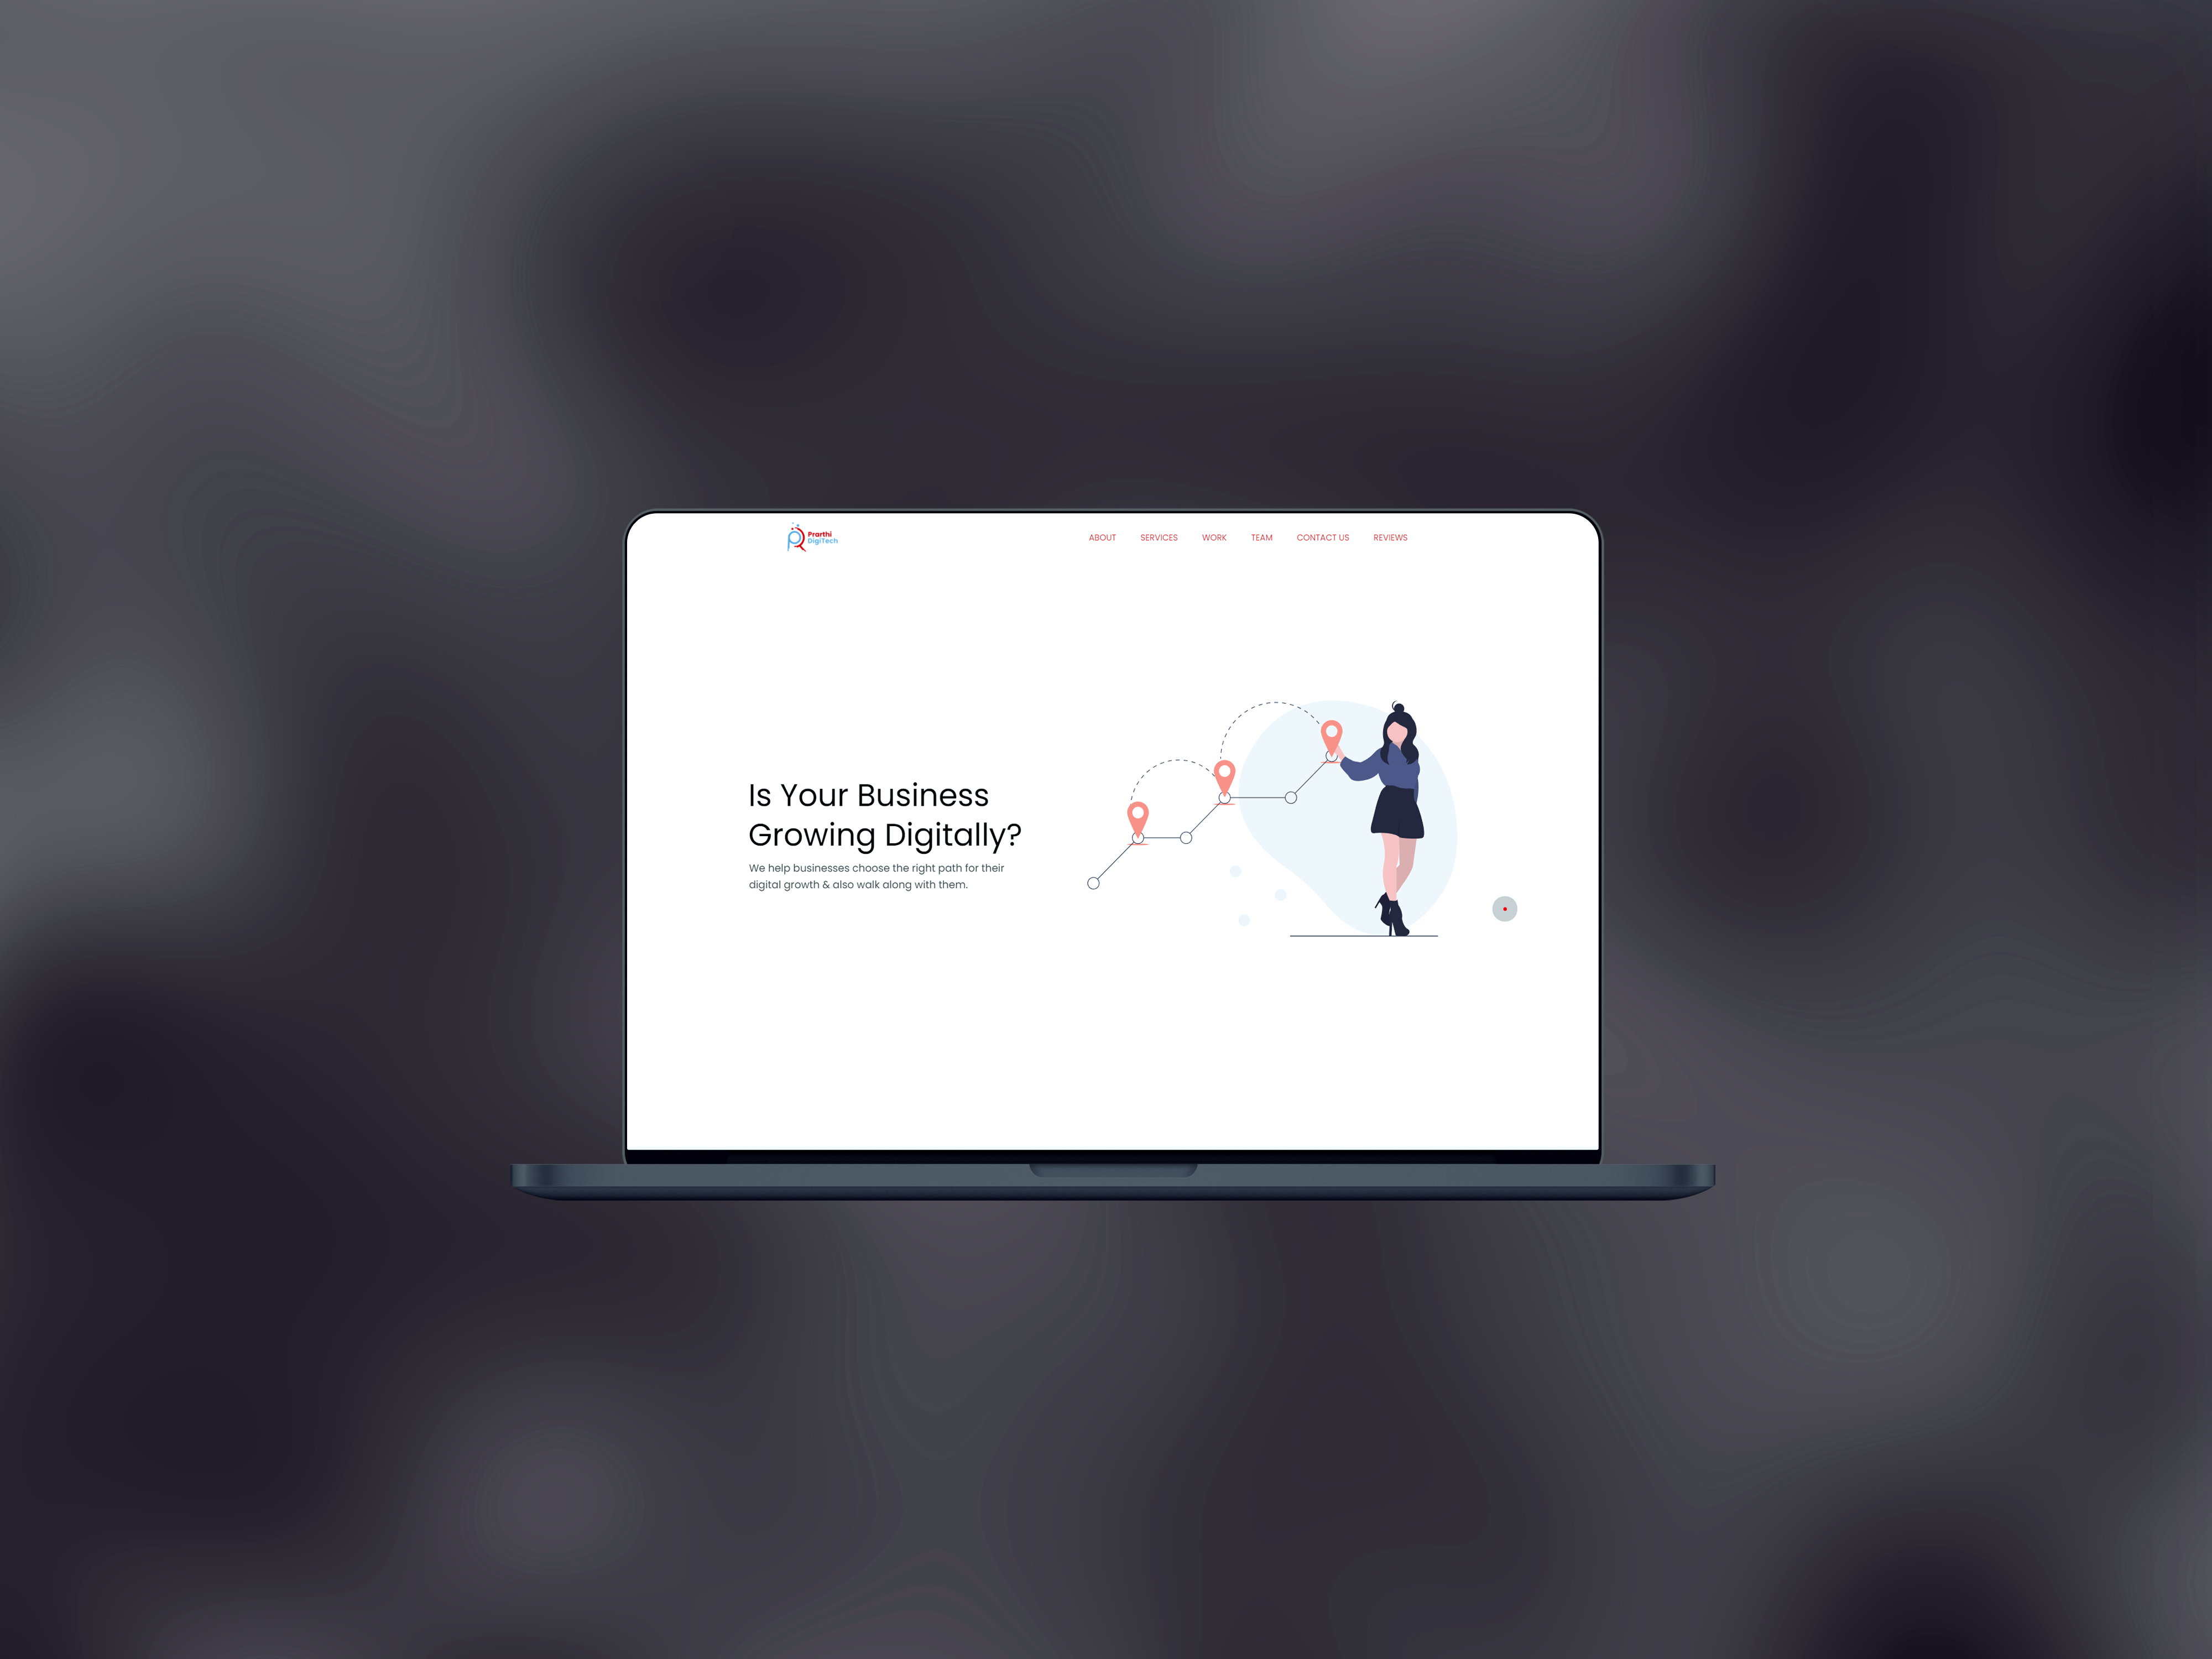 Prarthi
DigiTech
ABOUT SERVICES WORK TEAM CONTACT US REVIEWS
Is Your Business
Growing Digitally?
We help businesses choose the right path for their
digital growth & also walk along with them.